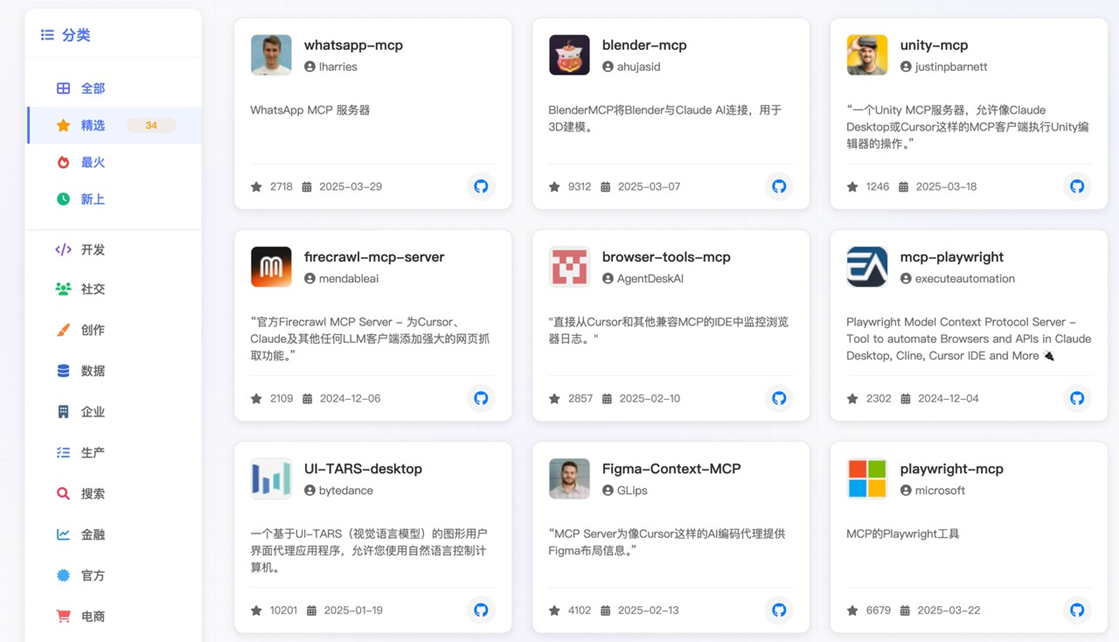 分类
全部
精选 34
最火
新上
开发
社交
创作
数据
企业
生产
搜索
金融
官方
电商
whatsapp-mcp
lharries
WhatsApp MCP 服务器
2718 2025-03-29
blender-mcp
ahujasid
BlenderMCP将Blender与Claude AI连接，用于
3D建模。
9312 2025-03-07
unity-mcp
justinpbarnett
“一个Unity MCP服务器，允许像Claude
Desktop或Cursor这样的MCP客户端执行Unity编
辑器的操作。”
1246 2025-03-18
firecrawl-mcp-server
mendableai
“官方Firecrawl MCP Server - 为Cursor、
Claude及其他任何LLM客户端添加强大的网页抓
取功能。”
2109 2024-12-06
browser-tools-mcp
AgentDeskAI
"直接从Cursor和其他兼容MCP的IDE中监控浏览
器日志。"
2857 2025-02-10
mcp-playwright
executeautomation
Playwright Model Context Protocol Server -
Tool to automate Browsers and APIs in Claude
Desktop, Cline, Cursor IDE and More 🔌
2302 2024-12-04
UI-TARS-desktop
bytedance
一个基于UI-TARS（视觉语言模型）的图形用户
界面代理应用程序，允许您使用自然语言控制计
算机。
10201 2025-01-19
Figma-Context-MCP
GLips
“MCP Server为像Cursor这样的AI编码代理提供
Figma布局信息。”
4102 2025-02-13
playwright-mcp
microsoft
MCP的Playwright工具
6679 2025-03-22